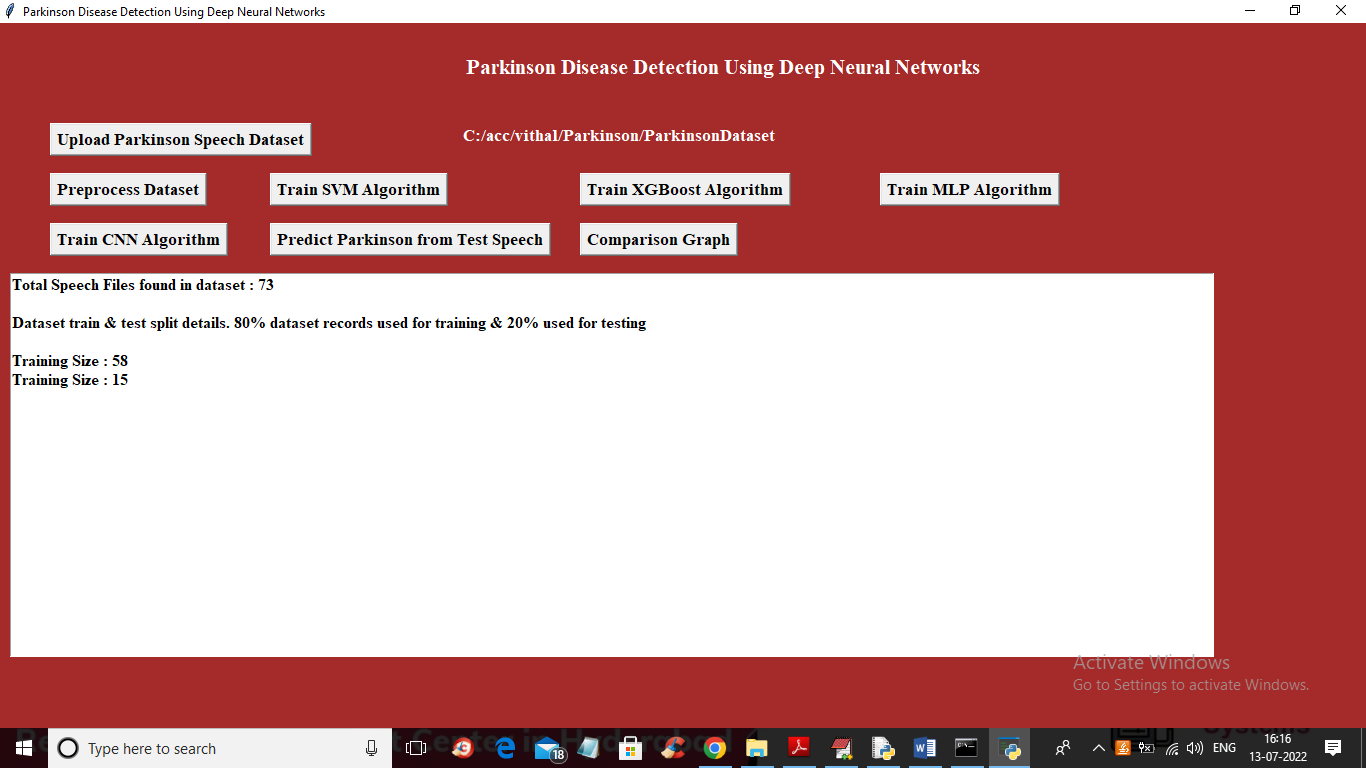 Parkinson Disease Detection Using Deep Neural Networks
Parkinson Disease Detection Using Deep Neural Networks
Upload Parkinson Speech Dataset
C:/acc/vithal/Parkinson/ParkinsonDataset
Preprocess Dataset
Train SVM Algorithm
Train XGBoost Algorithm
Train MLP Algorithm
Train CNN Algorithm
Predict Parkinson from Test Speech
Comparison Graph
Total Speech Files found in dataset : 73
Dataset train & test split details. 80% dataset records used for training & 20% used for testing
Training Size : 58
Training Size : 15
Activate Windows
Go to Settings to activate Windows.
Type here to search
18
ENG
16:16
13-07-2022